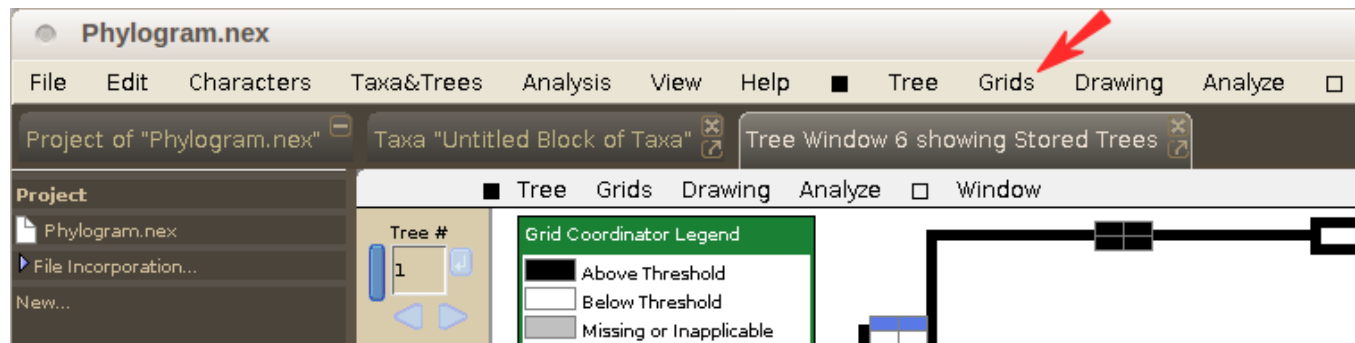 Phylogram.nex
File Edit Characters Taxa&Trees Analysis View Help ■ Tree Grids Drawing Analyze □
Project of "Phylogram.nex" Taxa "Untitled Block of Taxa" Tree Window 6 showing Stored Trees
■ Tree Grids Drawing Analyze □ Window
Project
Phylogram.nex
File Incorporation...
New...
Tree #
1
Grid Coordinator Legend
Above Threshold
Below Threshold
Missing or Inapplicable